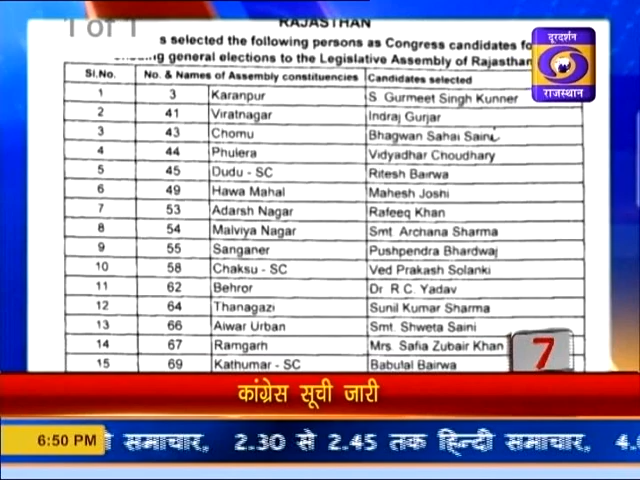 1 of 1
RAJASTHAN
s selected the following persons as Congress candidates fo
general elections to the Legislative Assembly of Rajasthan
दूरदर्शन
राजस्थान
Sl.No. No. & Names of Assembly constituencies Candidates selected
1 3 Karanpur S Gurmeet Singh Kunner
2 41 Viratnagar Indraj Gurjar
3 43 Chomu Bhagwan Sahai Saini
4 44 Phulera Vidyadhar Choudhary
5 45 Dudu - SC Ritesh Bairwa
6 49 Hawa Mahal Mahesh Joshi
7 53 Adarsh Nagar Rafeeq Khan
8 54 Malviya Nagar Smt Archana Sharma
9 55 Sanganer Pushpendra Bhardwaj
10 58 Chaksu - SC Ved Prakash Solanki
11 62 Behror Dr R.C. Yadav
12 64 Thanagazi Sunil Kumar Sharma
13 66 Alwar Urban Smt. Shweta Saini
14 67 Ramgarh Mrs. Safia Zubair Khan
15 69 Kathumar - SC Babulal Bairwa
7
कांग्रेस सूची जारी
6:50 PM समाचार, 2.30 से 2.45 तक हिन्दी समाचार,